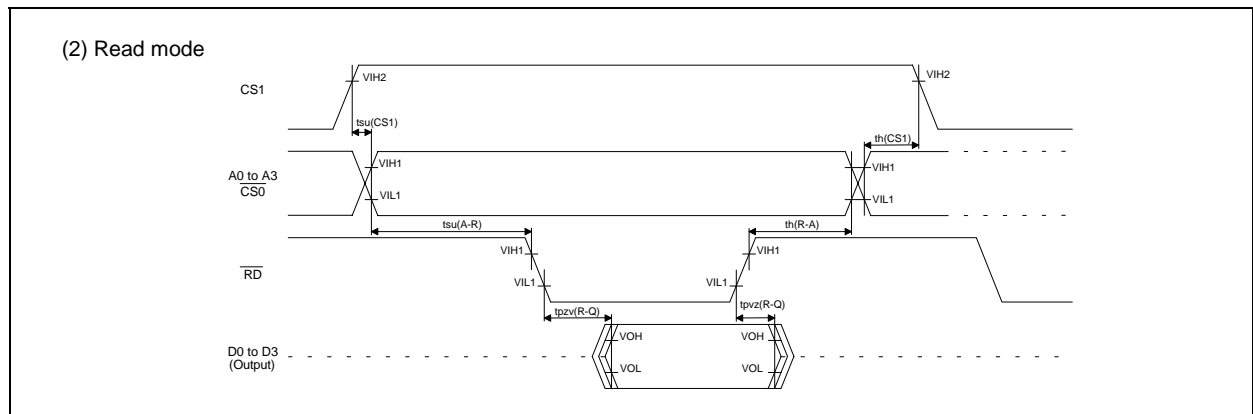 (2) Read mode
CS1
VIH2
VIH2
tsu(CS1)
th(CS1)
A0 to A3
CS0
VIH1
VIL1
VIH1
VIL1
tsu(A-R)
th(R-A)
RD
VIH1
VIL1
VIH1
VIL1
tpzv(R-Q)
tpvz(R-Q)
D0 to D3
(Output)
VOH
VOL
VOH
VOL